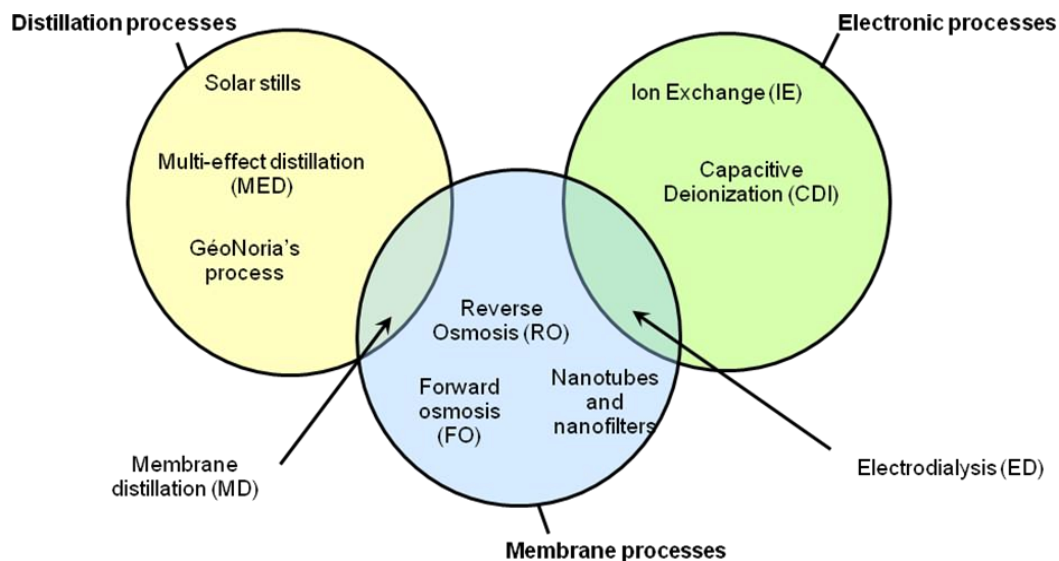 Distillation processes
Electronic processes
Solar stills
Ion Exchange (IE)
Multi-effect distillation
(MED)
Capacitive
Deionization (CDI)
GéoNoria's
process
Reverse
Osmosis (RO)
Forward
osmosis
(FO)
Nanotubes
and
nanofilters
Membrane
distillation (MD)
Electrodialysis (ED)
Membrane processes